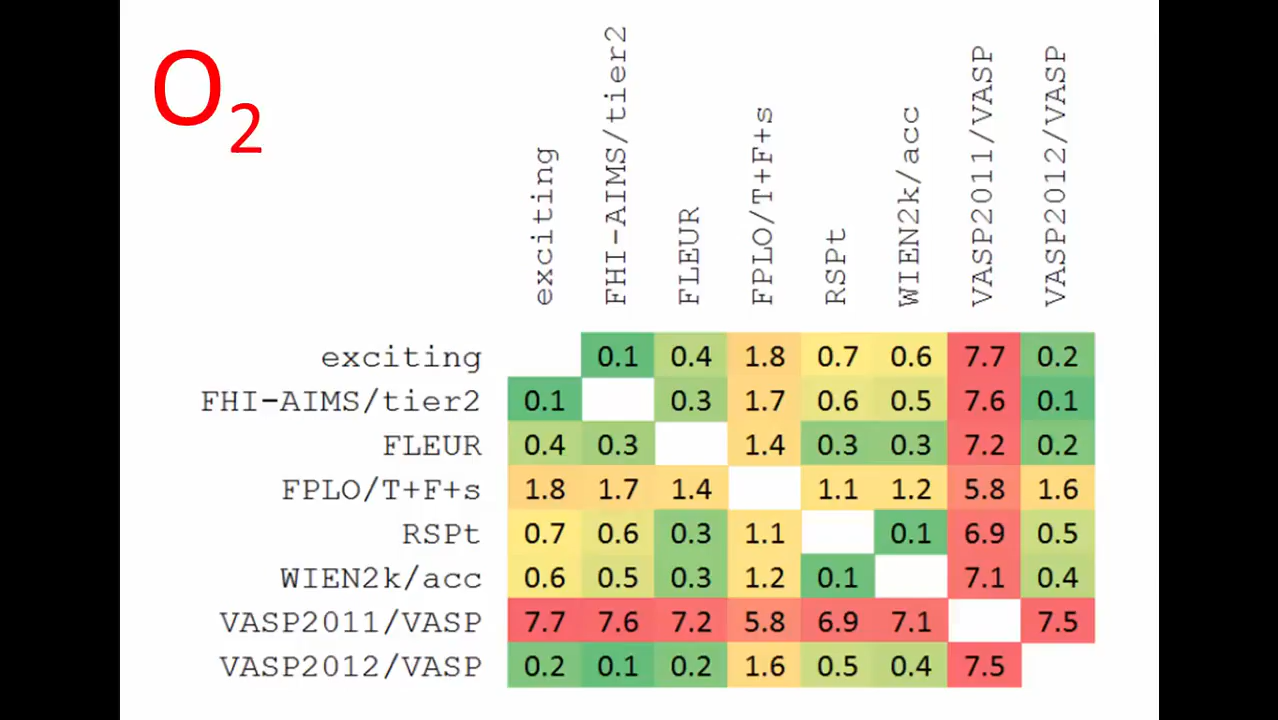 O2
exciting FHI-AIMS/tier2 FLEUR FPLO/T+F+s RSPt WIEN2k/acc VASP2011/VASP VASP2012/VASP
exciting 0.1 0.4 1.8 0.7 0.6 7.7 0.2
FHI-AIMS/tier2 0.1 0.3 1.7 0.6 0.5 7.6 0.1
FLEUR 0.4 0.3 1.4 0.3 0.3 7.2 0.2
FPLO/T+F+s 1.8 1.7 1.4 1.1 1.2 5.8 1.6
RSPt 0.7 0.6 0.3 1.1 0.1 6.9 0.5
WIEN2k/acc 0.6 0.5 0.3 1.2 0.1 7.1 0.4
VASP2011/VASP 7.7 7.6 7.2 5.8 6.9 7.1 7.5
VASP2012/VASP 0.2 0.1 0.2 1.6 0.5 0.4 7.5